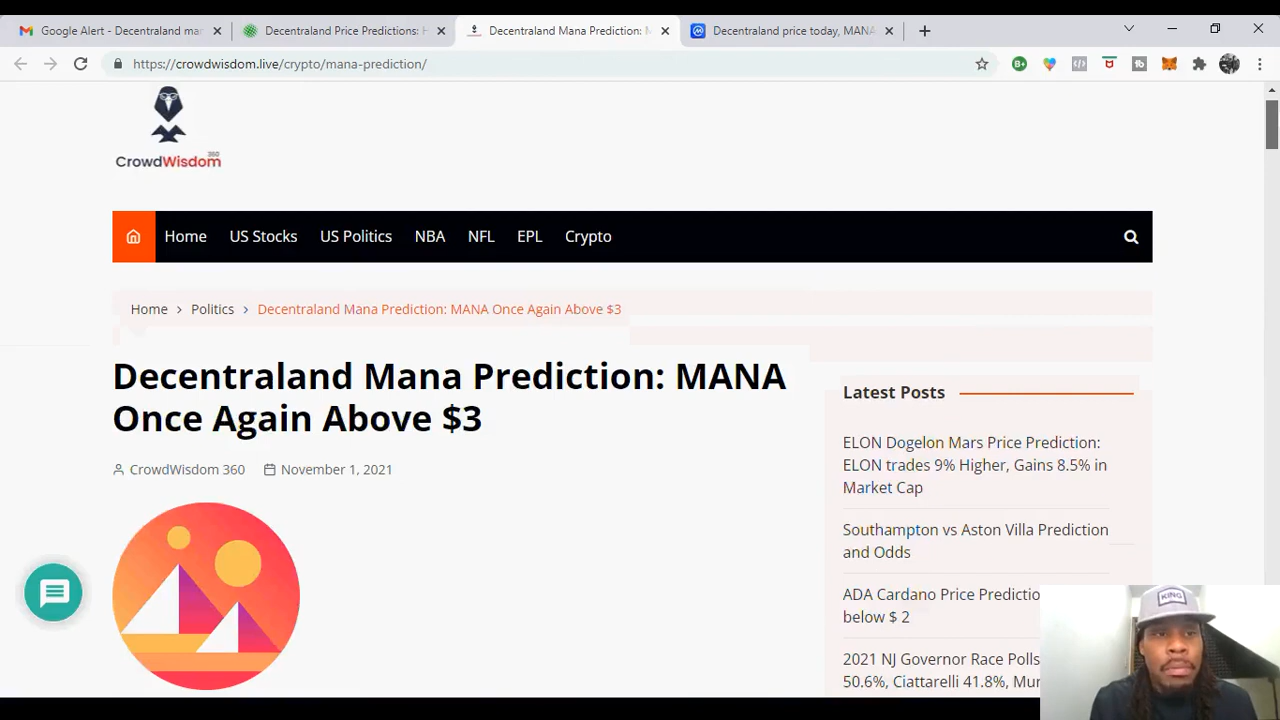 Google Alert - Decentraland mar
Decentraland Price Predictions: H
Decentraland Mana Prediction: M
Decentraland price today, MANA
https://crowdwisdom.live/crypto/mana-prediction/
CrowdWisdom 360
Home
US Stocks
US Politics
NBA
NFL
EPL
Crypto
Home > Politics > Decentraland Mana Prediction: MANA Once Again Above $3
Decentraland Mana Prediction: MANA
Once Again Above $3
CrowdWisdom 360 November 1, 2021
Latest Posts
ELON Dogelon Mars Price Prediction:
ELON trades 9% Higher, Gains 8.5% in
Market Cap
Southampton vs Aston Villa Prediction
and Odds
ADA Cardano Price Predictio
below $ 2
2021 NJ Governor Race Polls
50.6%, Ciattarelli 41.8%, Mur
KING